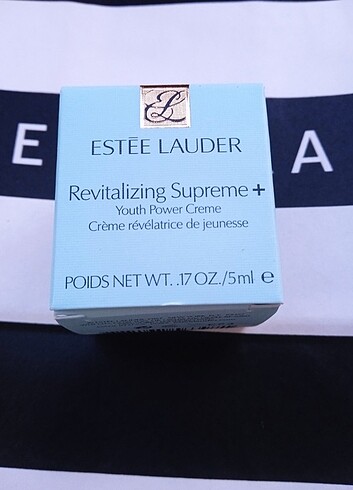 EL
ESTĒE LAUDER
Revitalizing Supreme+
Youth Power Creme
Crème révélatrice de jeunesse
POIDS NET WT. .17 OZ./5ml e
E A